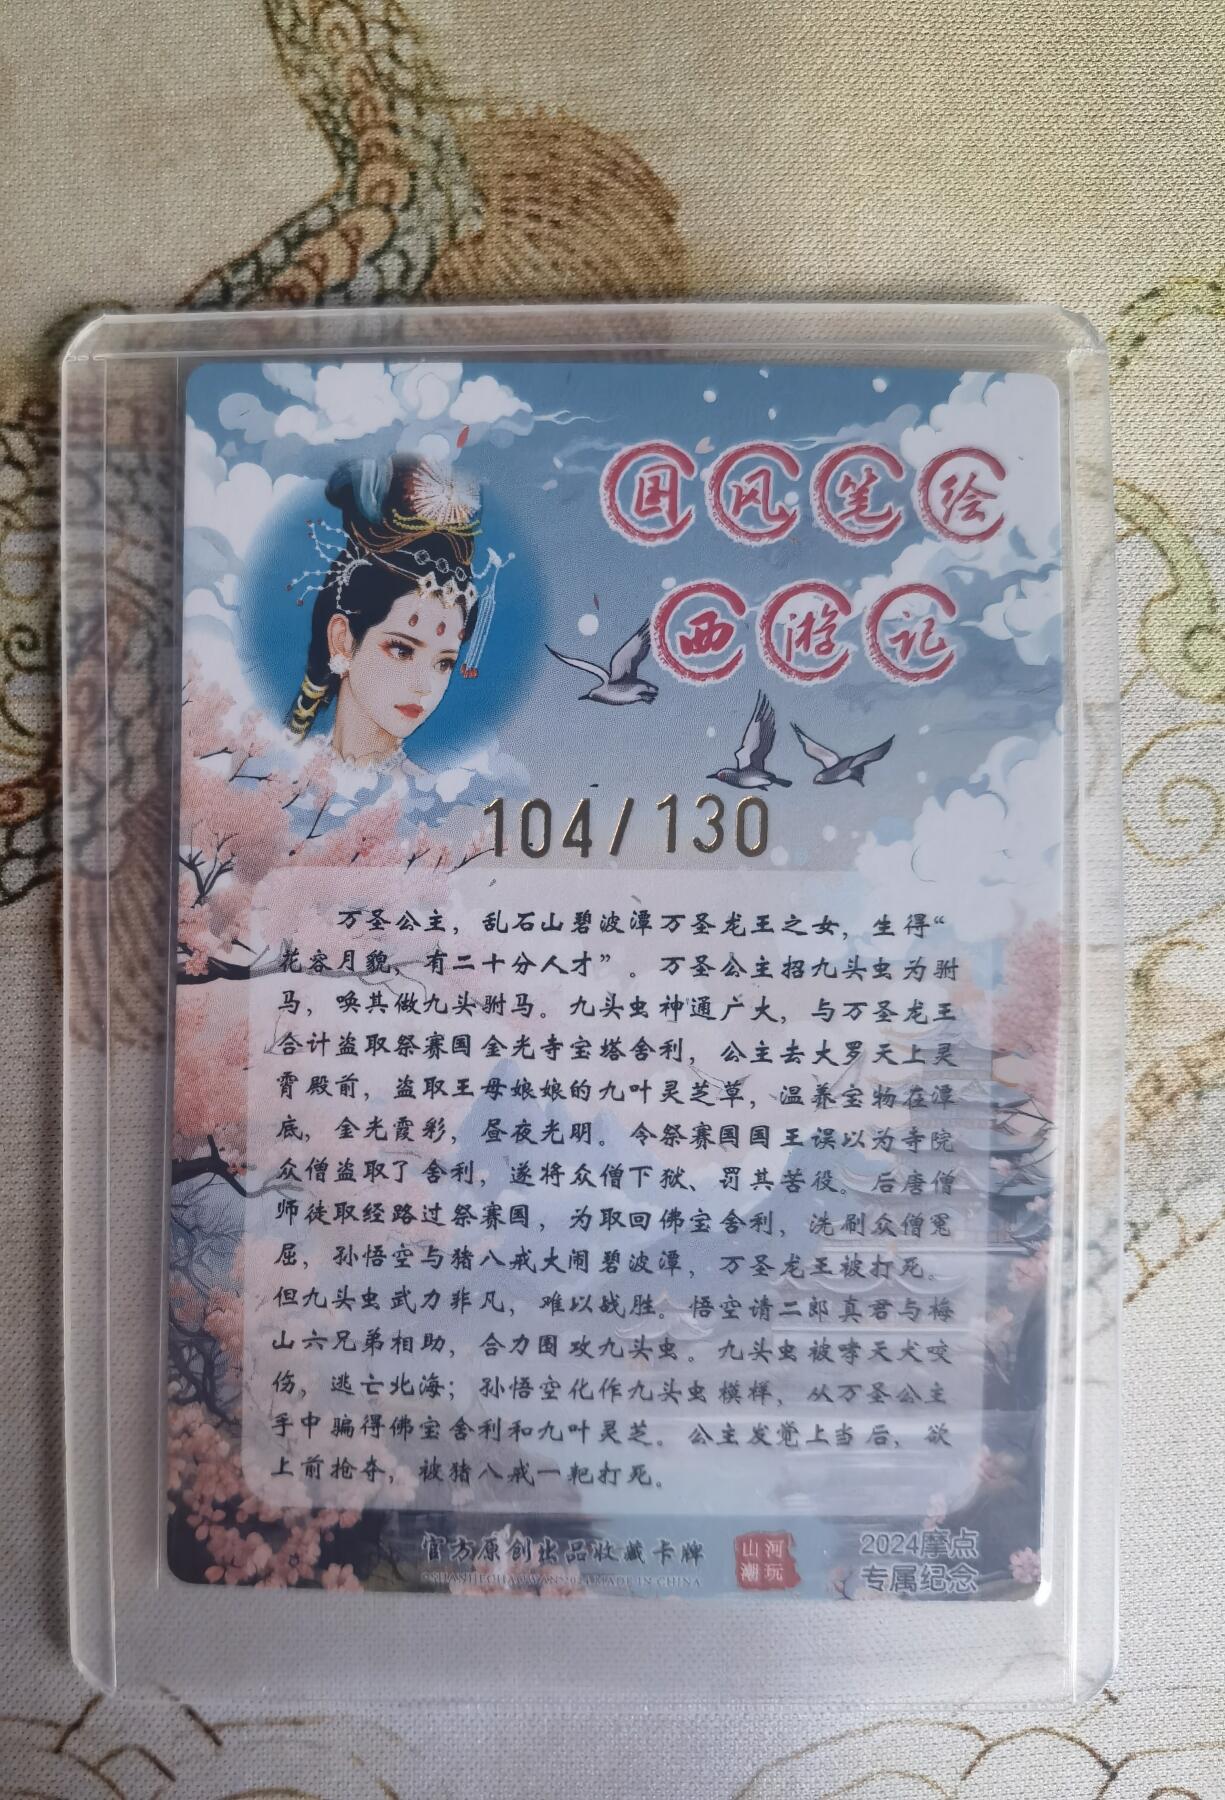 国风笔绘
西游记
104/130
万圣公主，乱石山碧波潭万圣龙王之女，生得“
花容月貌，有二十分人才”。万圣公主招九头虫为驸
马，唤其做九头驸马。九头虫神通广大，与万圣龙王
合计盗取祭赛国金光寺宝塔舍利，公主去大罗天上灵
霄殿前，盗取王母娘娘的九叶灵芝草，温养宝物在潭
底，金光霞彩，昼夜光明。令祭赛国国王误以为寺院
众僧盗取了舍利，遂将众僧下狱、罚其苦役。后唐僧
师徒取经路过祭赛国，为取回佛宝舍利，洗刷众僧冤
屈，孙悟空与猪八戒大闹碧波潭，万圣龙王被打死。
但九头虫武力非凡，难以战胜。悟空请二郎真君与梅
山六兄弟相助，合力围攻九头虫。九头虫被哮天犬咬
伤，逃亡北海；孙悟空化作九头虫模样，从万圣公主
手中骗得佛宝舍利和九叶灵芝。公主发觉上当后，欲
上前抢夺，被猪八戒一耙打死。
官方原创出品收藏卡牌
©SHANHECHAOWAN2024 MADE IN CHINA
山河
潮玩
2024摩点
专属纪念